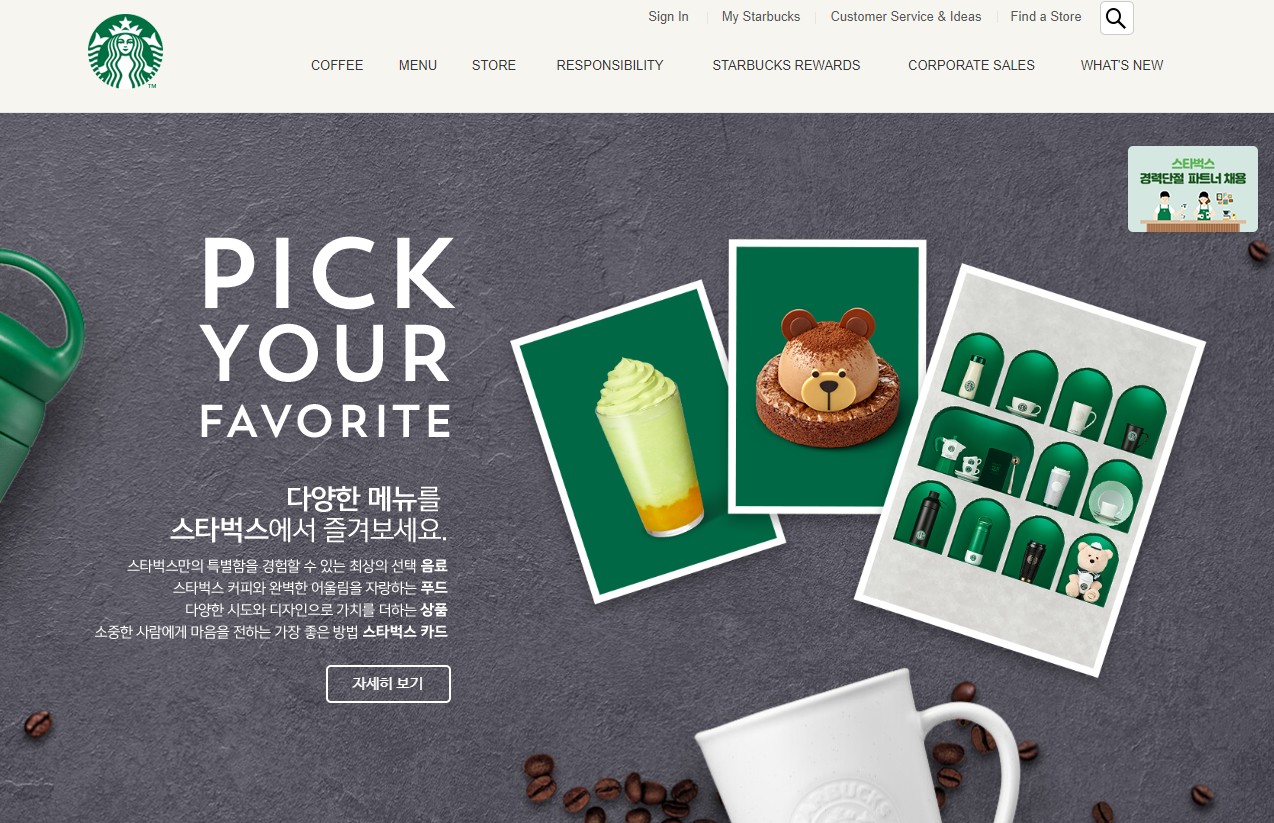 Sign In
My Starbucks
Customer Service & Ideas
Find a Store
TM
COFFEE
MENU
STORE
RESPONSIBILITY
STARBUCKS REWARDS
CORPORATE SALES
WHAT'S NEW
스타벅스
경력단절 파트너 채용
PICK
YOUR
FAVORITE
다양한 메뉴를
스타벅스에서 즐겨보세요.
스타벅스만의 특별함을 경험할 수 있는 최상의 선택 음료
스타벅스 커피와 완벽한 어울림을 자랑하는 푸드
다양한 시도와 디자인으로 가치를 더하는 상품
소중한 사람에게 마음을 전하는 가장 좋은 방법 스타벅스 카드
자세히 보기